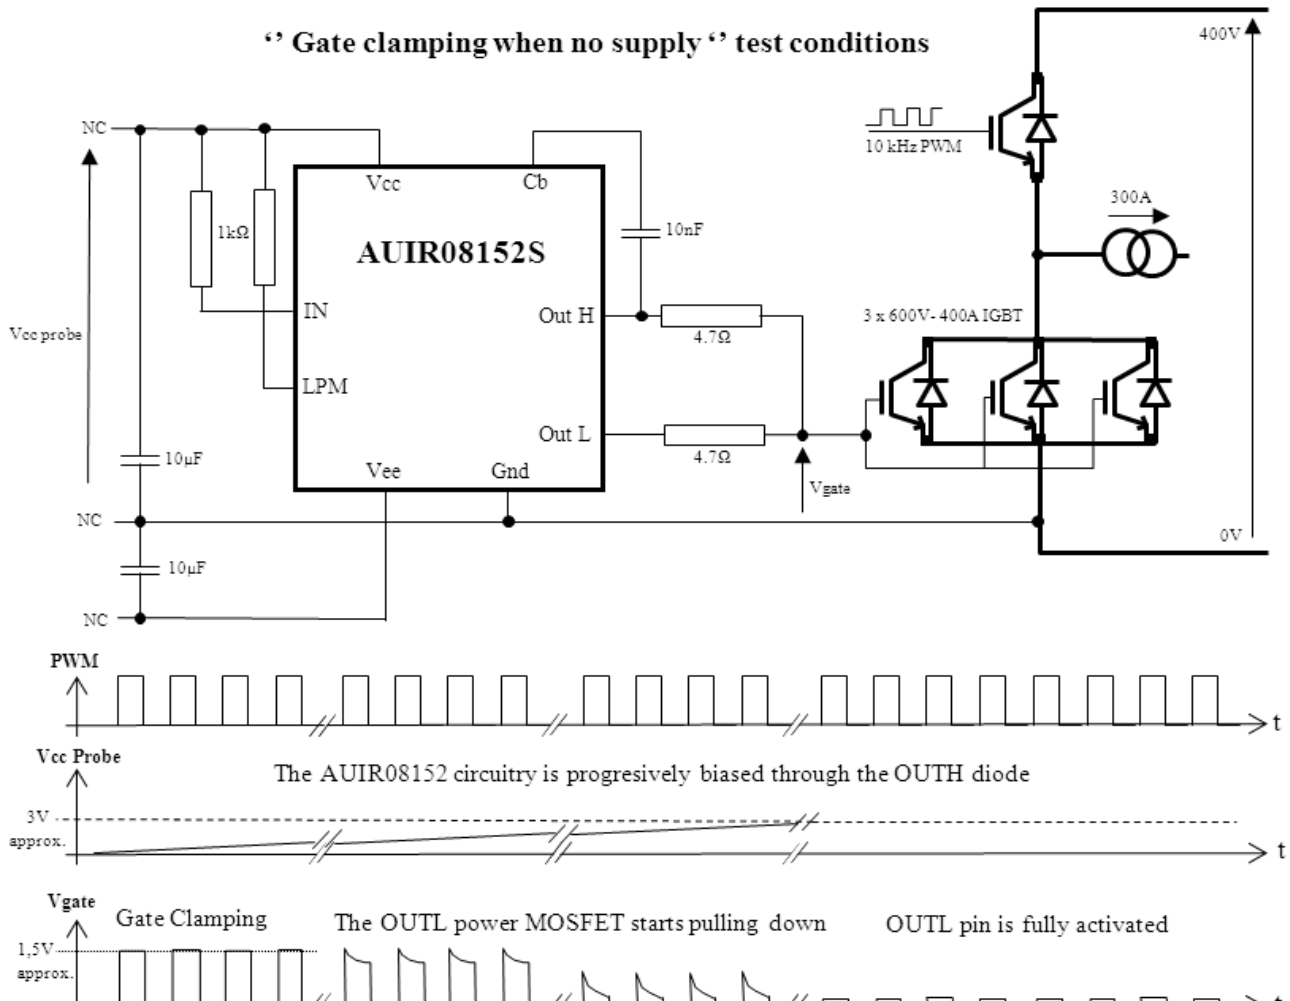 ‘’ Gate clamping when no supply ‘’ test conditions
400V
NC
10 kHz PWM
Vcc
Cb
300A
1kΩ
10nF
AUIR08152S
IN
Out H
3 x 600V- 400A IGBT
Vcc probe
4.7Ω
LPM
Out L
10µF
4.7Ω
Vee
Gnd
Vgate
NC
0V
10µF
NC
PWM
t
Vcc Probe
The AUIR08152 circuitry is progresively biased through the OUTH diode
3V
approx.
t
Vgate
Gate Clamping
The OUTL power MOSFET starts pulling down
OUTL pin is fully activated
1,5V
approx.
t